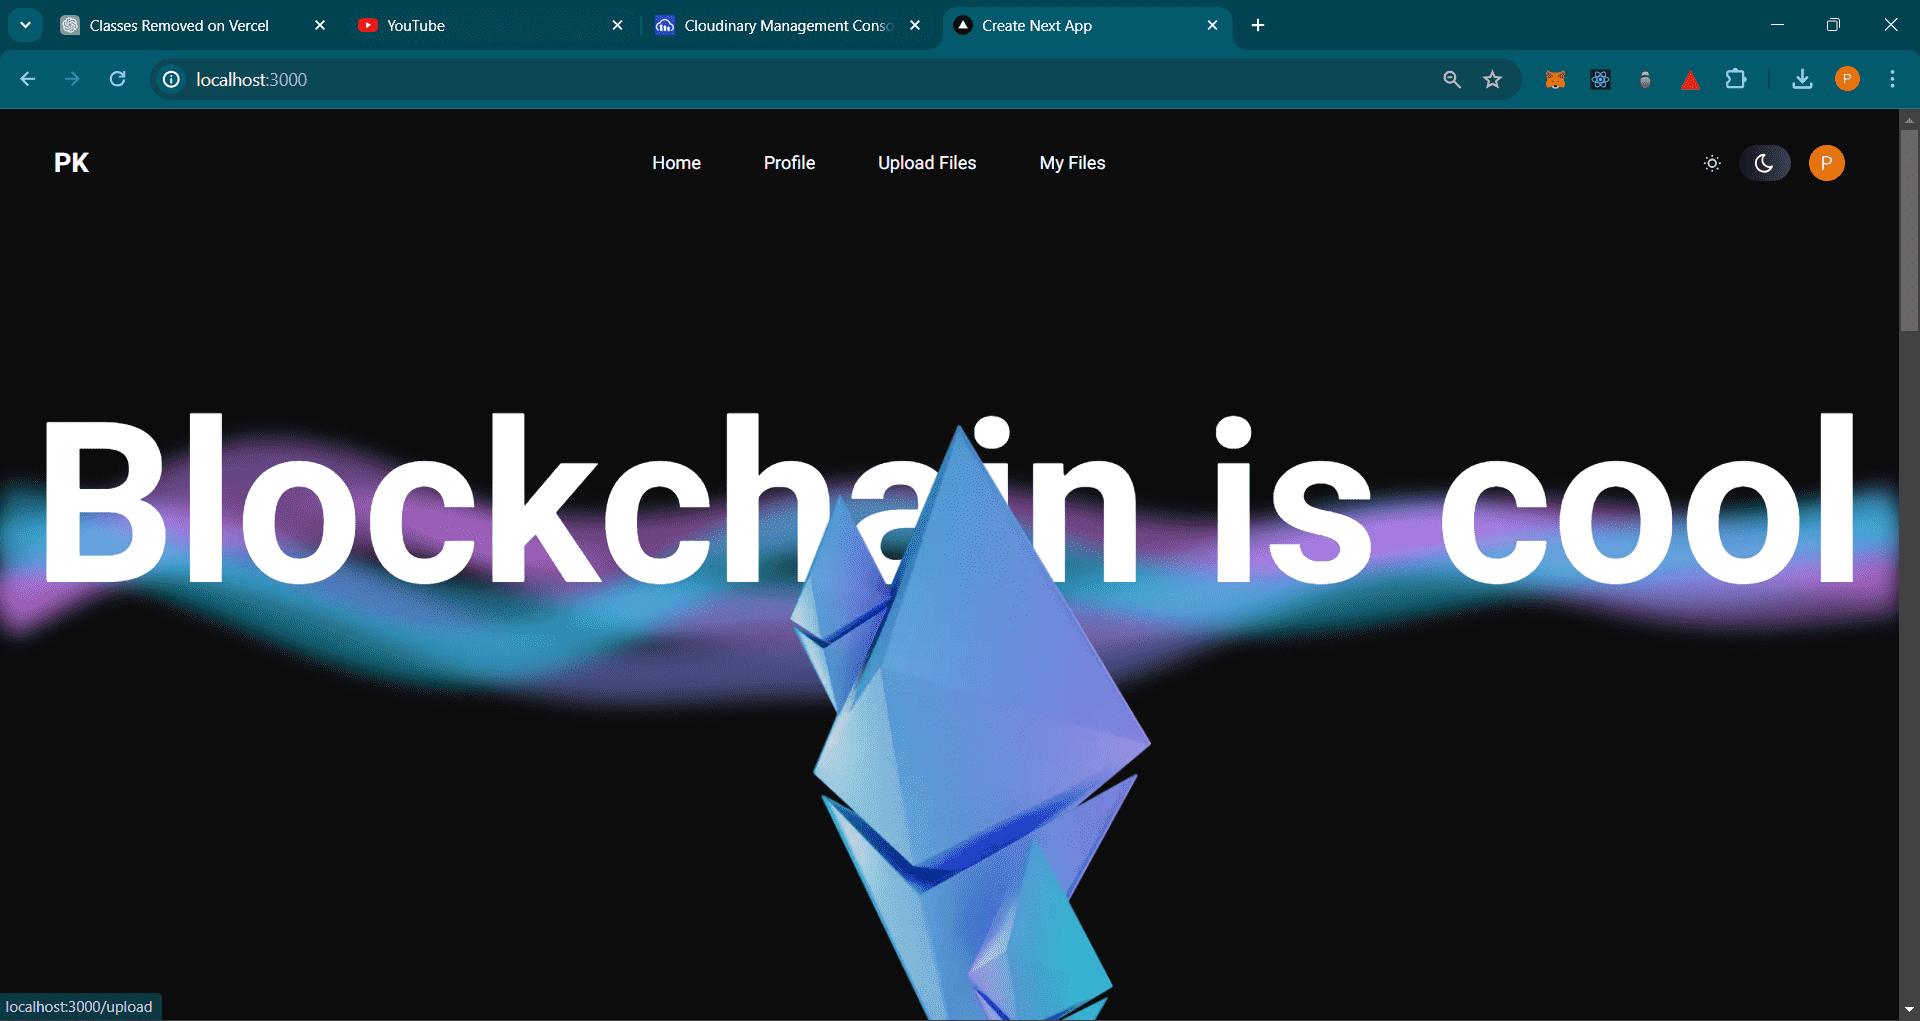 Classes Removed on Vercel
YouTube
Cloudinary Management Conso
Create Next App
localhost:3000
P
PK
Home
Profile
Upload Files
My Files
P
Blockchain is cool
localhost:3000/upload